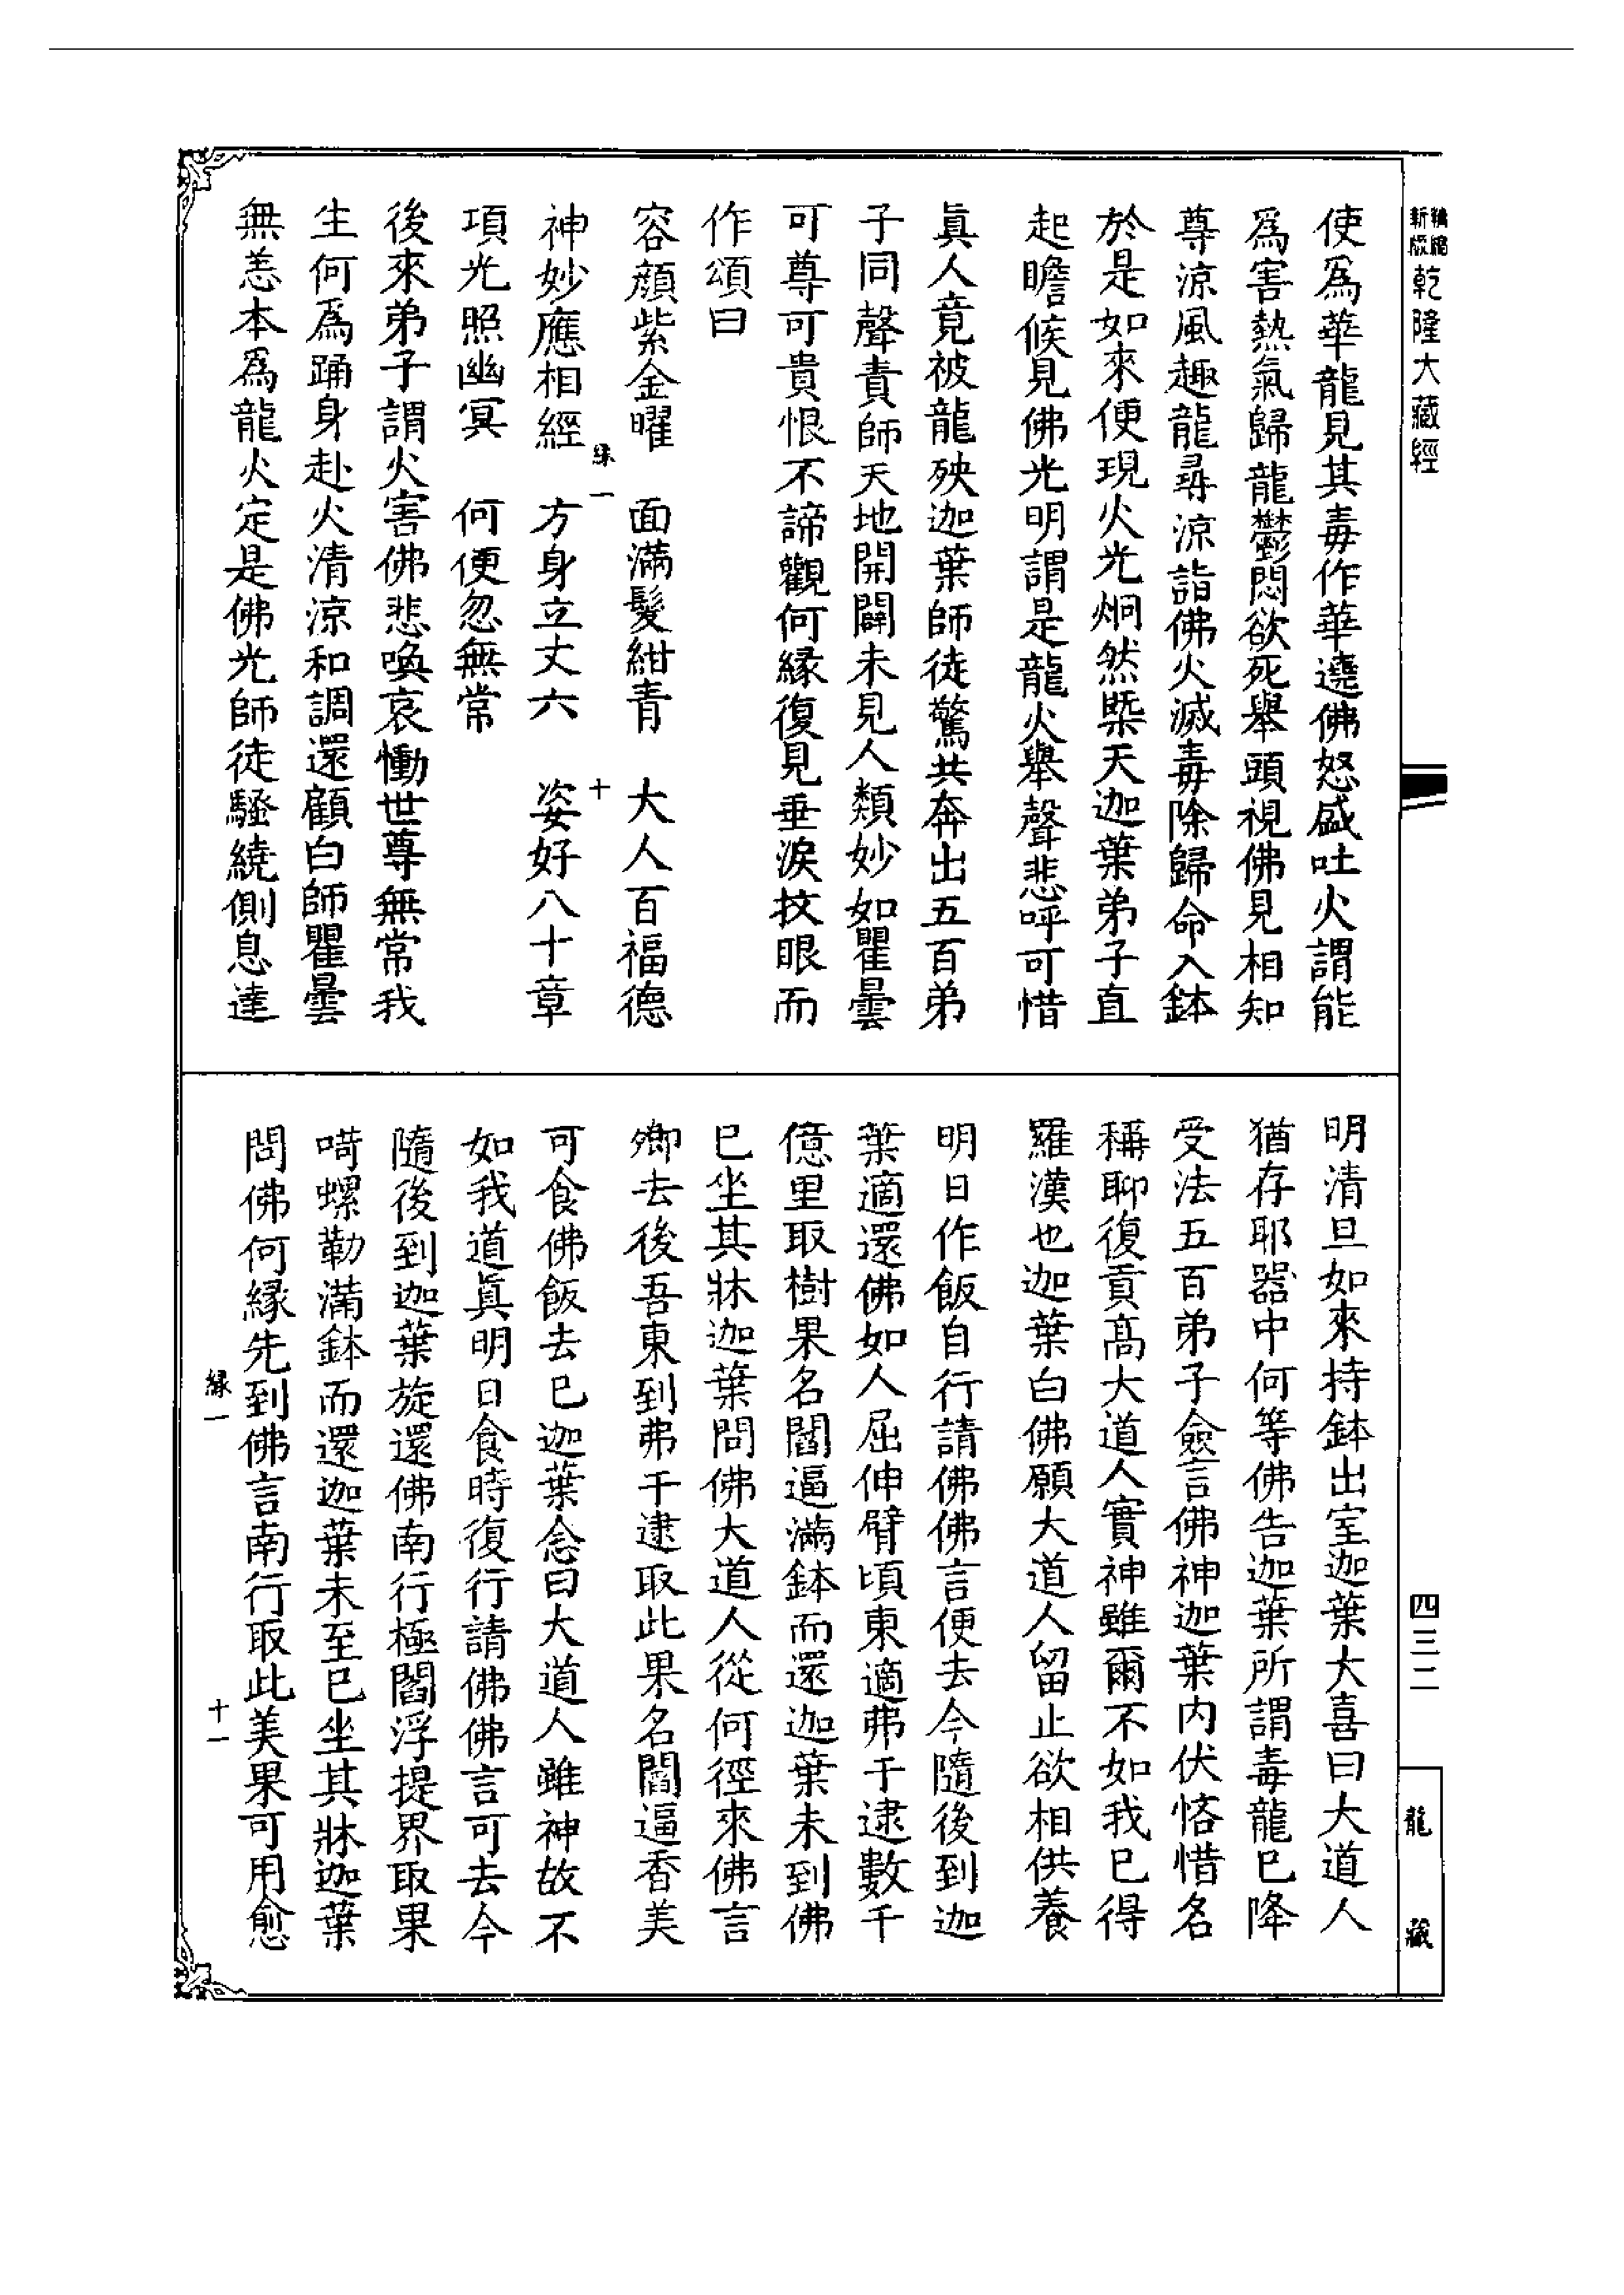 精縮新版乾隆大藏經
四三二
龍藏
使爲華龍見其毒作華遶佛怒盛吐火謂能
爲害熱氣歸龍鬱悶欲死舉頭視佛見相知
尊涼風趣龍尋涼詣佛火滅毒除歸命入鉢
於是如來便現火光烔然槩天迦葉弟子直
起瞻候見佛光明謂是龍火舉聲悲呼可惜
眞人竟被龍殃迦葉師徒驚共奔出五百弟
子同聲責師天地開闢未見人類妙如瞿曇
可尊可貴恨不諦觀何緣復見垂淚抆眼而
作頌曰
容顏紫金曜　面滿髮紺青　大人百福德
緣一　十
神妙應相經　方身立丈六　姿好八十章
項光照幽冥　何便忽無常
後來弟子謂火害佛悲喚哀慟世尊無常我
生何爲踊身赴火清涼和調還顧白師瞿曇
無恙本爲龍火定是佛光師徒騷繞側息達
明清旦如來持鉢出室迦葉大喜曰大道人
猶存耶器中何等佛告迦葉所謂毒龍已降
受法五百弟子僉言佛神迦葉内伏悋惜名
稱聊復貢高大道人實神雖爾不如我已得
羅漢也迦葉白佛願大道人留止欲相供養
明日作飯自行請佛佛言便去今隨後到迦
葉適還佛如人屈伸臂頃東適弗于逮數千
億里取樹果名閻逼滿鉢而還迦葉未到佛
已坐其牀迦葉問佛大道人從何徑來佛言
卿去後吾東到弗于逮取此果名閻逼香美
可食佛飯去已迦葉念曰大道人雖神故不
如我道眞明日食時復行請佛佛言可去今
隨後到迦葉旋還佛南行極閻浮提界取果
呵螺勒滿鉢而還迦葉未至已坐其牀迦葉
問佛何緣先到佛言南行取此美果可用愈
緣一　十一